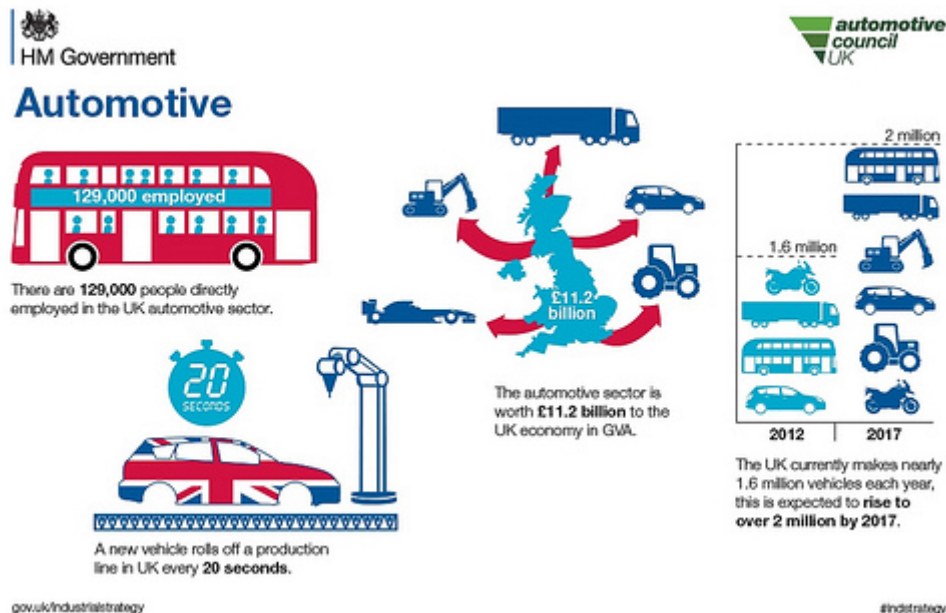 HM Government
automotive
council
UK
Automotive
129,000 employed
There are 129,000 people directly
employed in the UK automotive sector.
20
SECONDS
A new vehicle rolls off a production
line in UK every 20 seconds.
£11.2
billion
The automotive sector is
worth £11.2 billion to the
UK economy in GVA.
2 million
1.6 million
2012
2017
The UK currently makes nearly
1.6 million vehicles each year,
this is expected to rise to
over 2 million by 2017.
gov.uk/industrialstrategy
#indstrategy